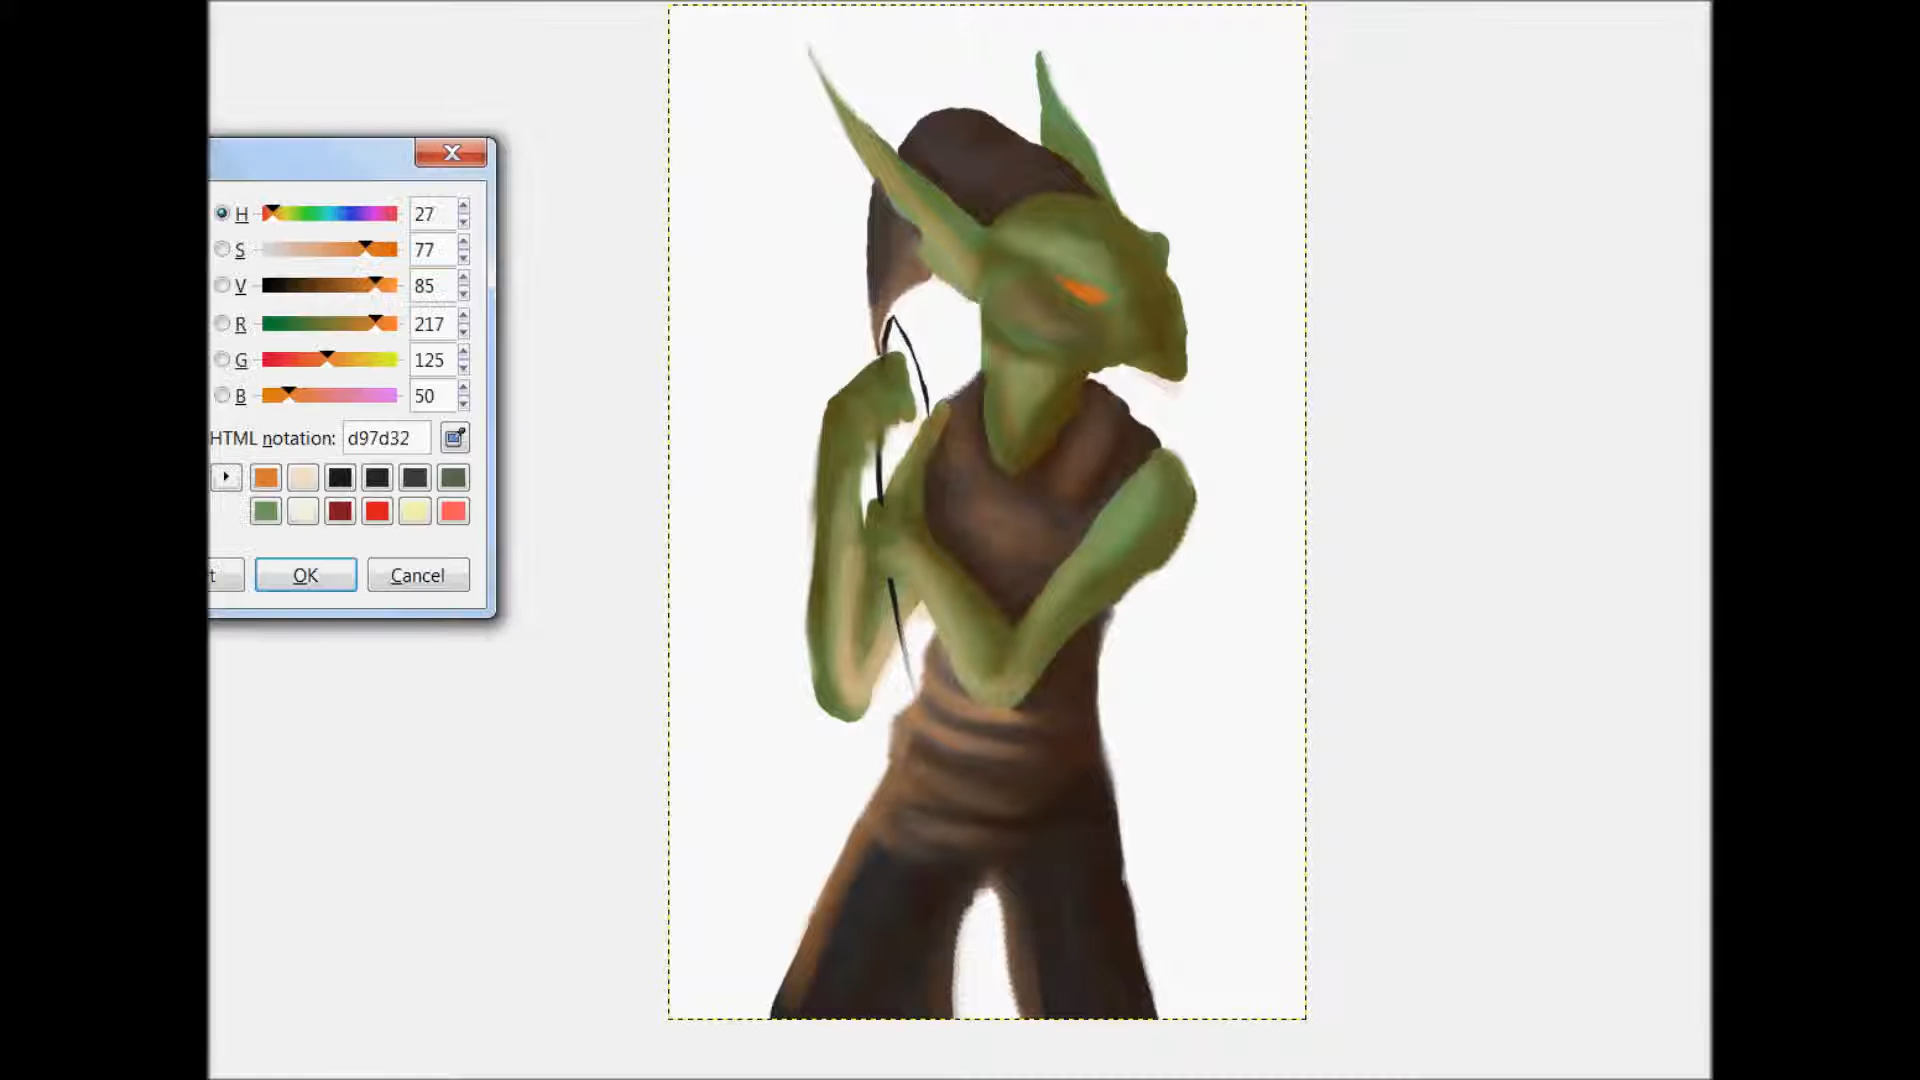 H 27
S 77
V 85
R 217
G 125
B 50
HTML notation: d97d32
t OK Cancel